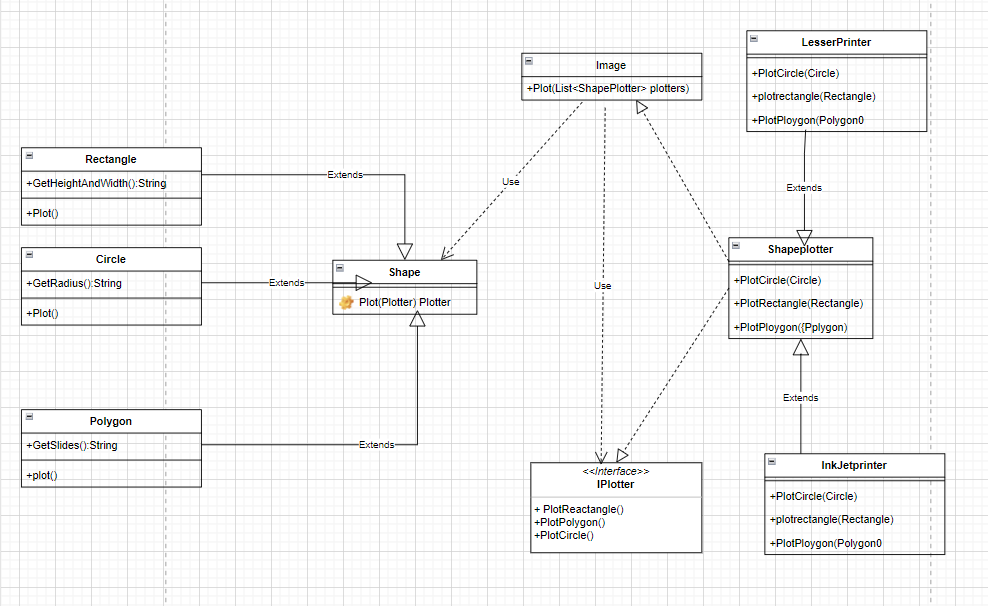 LesserPrinter
+PlotCircle(Circle)
+plotrectangle(Rectangle)
+PlotPloygon(Polygon0
Image
+Plot(List<ShapePlotter> plotters)
Rectangle
+GetHeightAndWidth():String
+Plot()
Extends
Use
Extends
Circle
+GetRadius():String
+Plot()
Extends
Shape
Plot(Plotter) Plotter
Use
Shapeplotter
+PlotCircle(Circle)
+PlotRectangle(Rectangle)
+PlotPloygon({Pplygon)
Extends
Polygon
+GetSlides():String
+plot()
Extends
<<Interface>>
IPlotter
+ PlotReactangle()
+PlotPolygon()
+PlotCircle()
InkJetprinter
+PlotCircle(Circle)
+plotrectangle(Rectangle)
+PlotPloygon(Polygon0